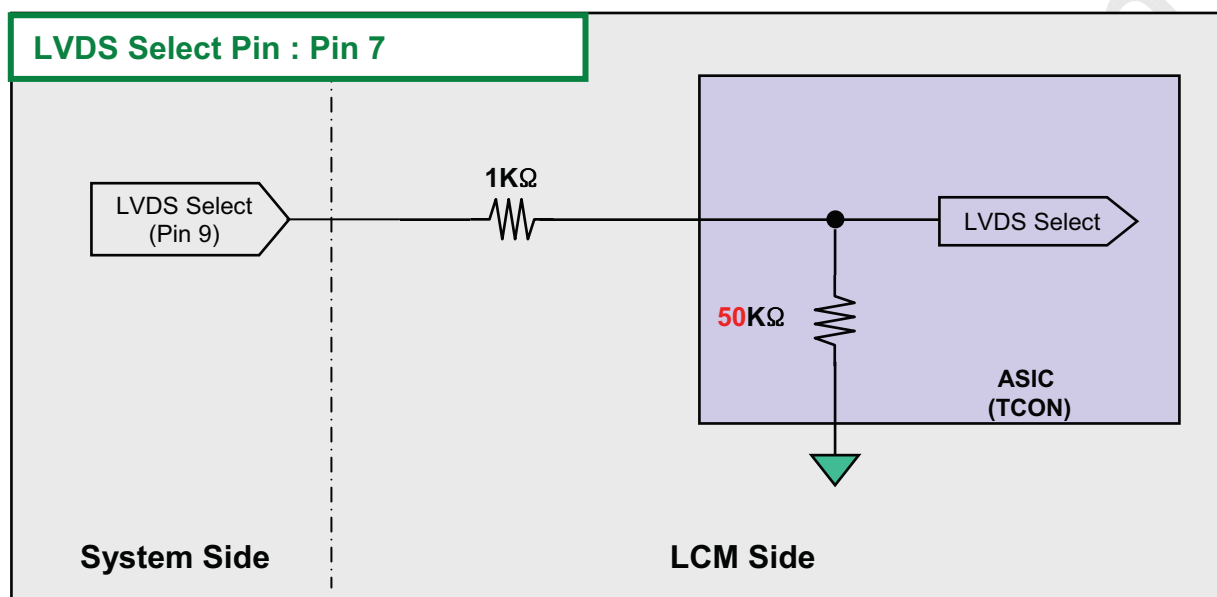 LVDS Select Pin : Pin 7
LVDS Select
(Pin 9)
1KΩ
LVDS Select
50KΩ
ASIC
(TCON)
System Side
LCM Side